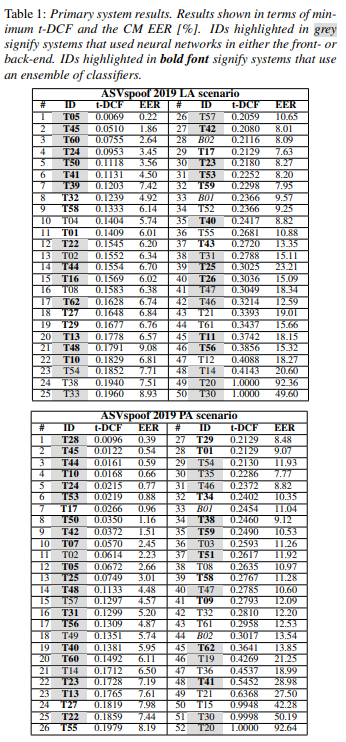 Table 1: Primary system results. Results shown in terms of min-
imum t-DCF and the CM EER [%]. IDs highlighted in grey
signify systems that used neural networks in either the front- or
back-end. IDs highlighted in bold font signify systems that use
an ensemble of classifiers.
ASVspoof 2019 LA scenario
# ID t-DCF EER # ID t-DCF EER
1 T05 0.0069 0.22 26 T57 0.2059 10.65
2 T45 0.0510 1.86 27 T42 0.2080 8.01
3 T60 0.0755 2.64 28 B02 0.2116 8.09
4 T24 0.0953 3.45 29 T17 0.2129 7.63
5 T50 0.1118 3.56 30 T23 0.2180 8.27
6 T41 0.1131 4.50 31 T53 0.2252 8.20
7 T39 0.1203 7.42 32 T59 0.2298 7.95
8 T32 0.1239 4.92 33 B01 0.2366 9.57
9 T58 0.1333 6.14 34 T52 0.2366 9.25
10 T04 0.1404 5.74 35 T40 0.2417 8.82
11 T01 0.1409 6.01 36 T55 0.2681 10.88
12 T22 0.1545 6.20 37 T43 0.2720 13.35
13 T02 0.1552 6.34 38 T31 0.2788 15.11
14 T44 0.1554 6.70 39 T25 0.3025 23.21
15 T16 0.1569 6.02 40 T26 0.3036 15.09
16 T08 0.1583 6.38 41 T47 0.3049 18.34
17 T62 0.1628 6.74 42 T46 0.3214 12.59
18 T27 0.1648 6.84 43 T21 0.3393 19.01
19 T29 0.1677 6.76 44 T61 0.3437 15.66
20 T13 0.1778 6.57 45 T11 0.3742 18.15
21 T48 0.1791 9.08 46 T56 0.3856 15.32
22 T10 0.1829 6.81 47 T12 0.4088 18.27
23 T54 0.1852 7.71 48 T14 0.4143 20.60
24 T38 0.1940 7.51 49 T20 1.0000 92.36
25 T33 0.1960 8.93 50 T30 1.0000 49.60
ASVspoof 2019 PA scenario
# ID t-DCF EER # ID t-DCF EER
1 T28 0.0096 0.39 27 T29 0.2129 8.48
2 T45 0.0122 0.54 28 T01 0.2129 9.07
3 T44 0.0161 0.59 29 T54 0.2130 11.93
4 T10 0.0168 0.66 30 T35 0.2286 7.77
5 T24 0.0215 0.77 31 T46 0.2372 8.82
6 T53 0.0219 0.88 32 T34 0.2402 10.35
7 T17 0.0266 0.96 33 B01 0.2454 11.04
8 T50 0.0350 1.16 34 T38 0.2460 9.12
9 T42 0.0372 1.51 35 T59 0.2490 10.53
10 T07 0.0570 2.45 36 T03 0.2593 11.26
11 T02 0.0614 2.23 37 T51 0.2617 11.92
12 T05 0.0672 2.66 38 T08 0.2635 10.97
13 T25 0.0749 3.01 39 T58 0.2767 11.28
14 T48 0.1133 4.48 40 T47 0.2785 10.60
15 T57 0.1297 4.57 41 T09 0.2793 12.09
16 T31 0.1299 5.20 42 T32 0.2810 12.20
17 T56 0.1309 4.87 43 T61 0.2958 12.53
18 T49 0.1351 5.74 44 B02 0.3017 13.54
19 T40 0.1381 5.95 45 T62 0.3641 13.85
20 T60 0.1492 6.11 46 T19 0.4269 21.25
21 T14 0.1712 6.50 47 T36 0.4537 18.99
22 T23 0.1728 7.19 48 T41 0.5452 28.98
23 T13 0.1765 7.61 49 T21 0.6368 27.50
24 T27 0.1819 7.98 50 T15 0.9948 42.28
25 T22 0.1859 7.44 51 T30 0.9998 50.19
26 T55 0.1979 8.19 52 T20 1.0000 92.64